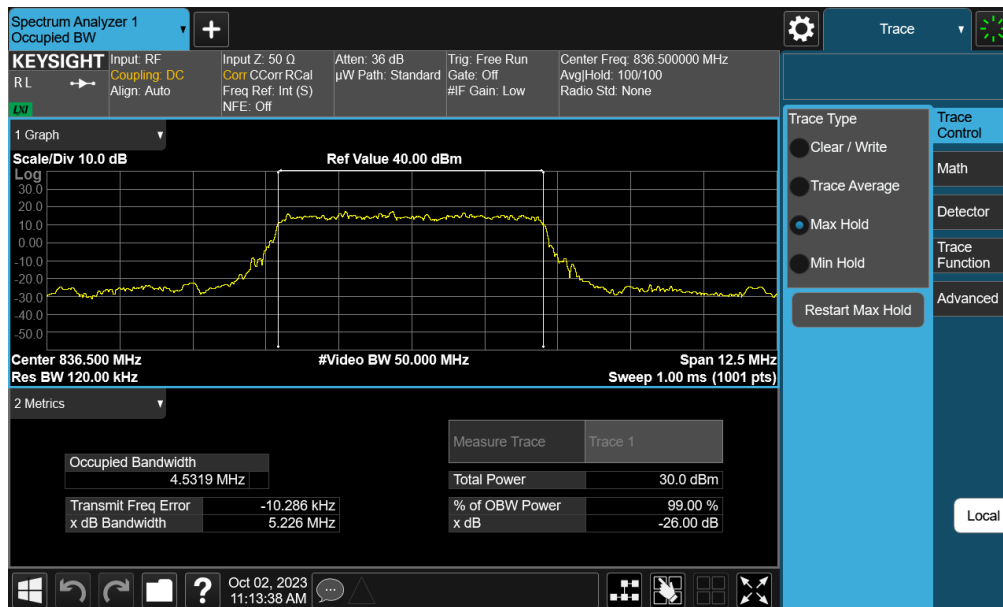 Spectrum Analyzer 1
Occupied BW
+
Trace
KEYSIGHT
R L
LXI
Input: RF
Coupling: DC
Align: Auto
Input Z: 50 Ω
Corr CCorr RCal
Freq Ref: Int (S)
NFE: Off
Atten: 36 dB
µW Path: Standard
Trig: Free Run
Gate: Off
#IF Gain: Low
Center Freq: 836.500000 MHz
Avg|Hold: 100/100
Radio Std: None
1 Graph
Scale/Div 10.0 dB
Ref Value 40.00 dBm
Log
30.0
20.0
10.0
0.00
-10.0
-20.0
-30.0
-40.0
-50.0
Center 836.500 MHz
#Video BW 50.000 MHz
Span 12.5 MHz
Res BW 120.00 kHz
Sweep 1.00 ms (1001 pts)
2 Metrics
Measure Trace Trace 1
Occupied Bandwidth
4.5319 MHz
Total Power 30.0 dBm
Transmit Freq Error -10.286 kHz
% of OBW Power 99.00 %
x dB Bandwidth 5.226 MHz
x dB -26.00 dB
?
Oct 02, 2023
11:13:38 AM
Trace Type
Clear / Write
Trace Average
Max Hold
Min Hold
Restart Max Hold
Trace
Control
Math
Detector
Trace
Function
Advanced
Local